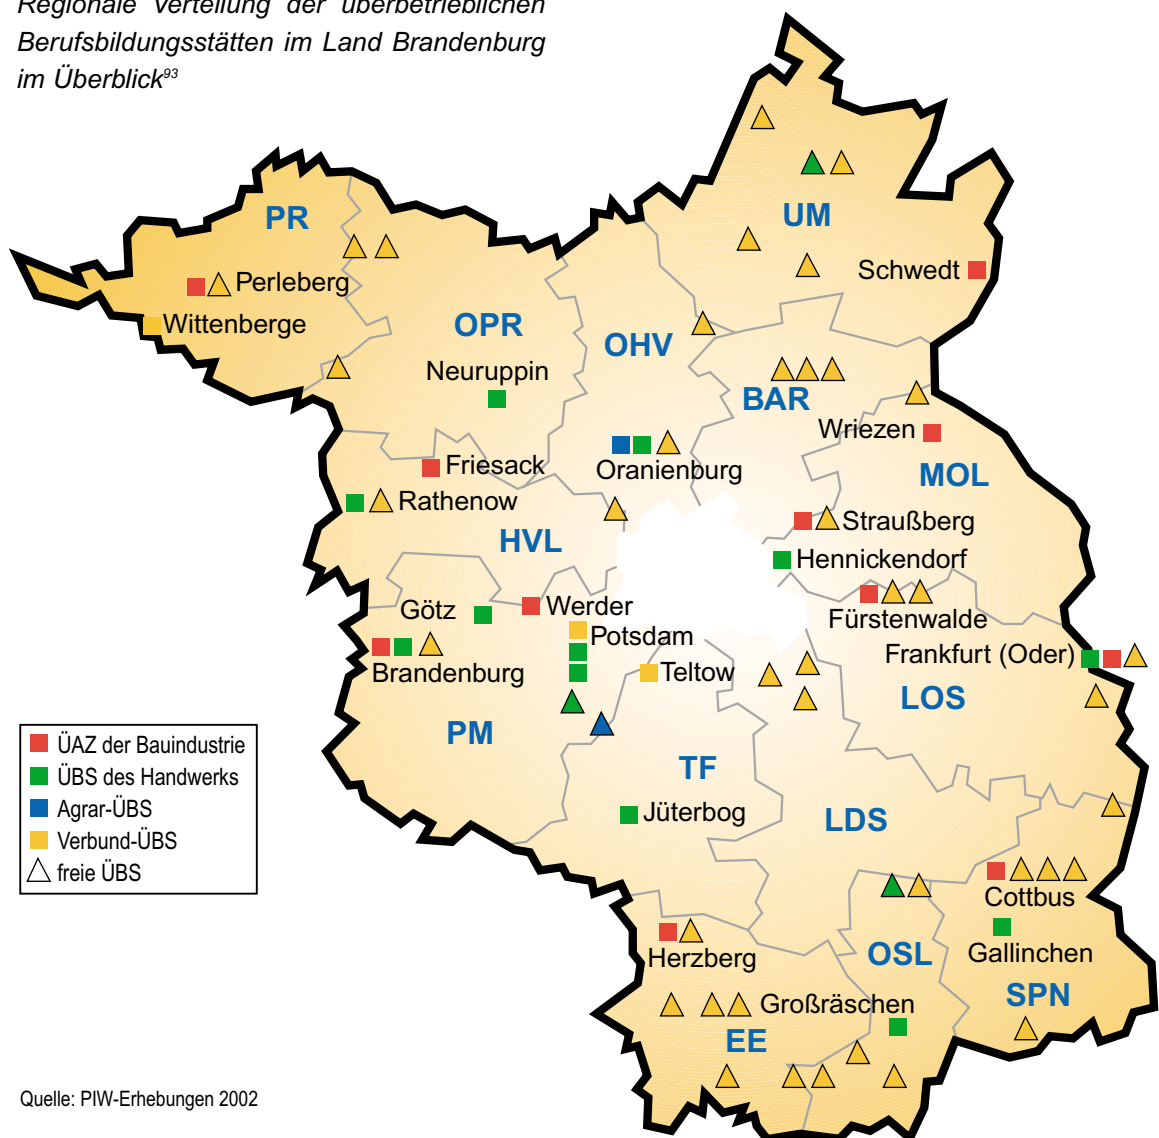 Regionale Verteilung der überbetrieblichen
Berufsbildungsstätten im Land Brandenburg
im Überblick93
PR
UM
Schwedt
Perleberg
Wittenberge
OPR
OHV
Neuruppin
BAR
Wriezen
MOL
Friesack
Oranienburg
Rathenow
Straußberg
HVL
Hennickendorf
Götz
Werder
Fürstenwalde
Potsdam
Frankfurt (Oder)
Brandenburg
Teltow
LOS
PM
TF
ÜAZ der Bauindustrie
ÜBS des Handwerks
Agrar-ÜBS
Verbund-ÜBS
freie ÜBS
Jüterbog
LDS
Cottbus
Herzberg
OSL
Gallinchen
SPN
Großräschen
EE
Quelle: PIW-Erhebungen 2002